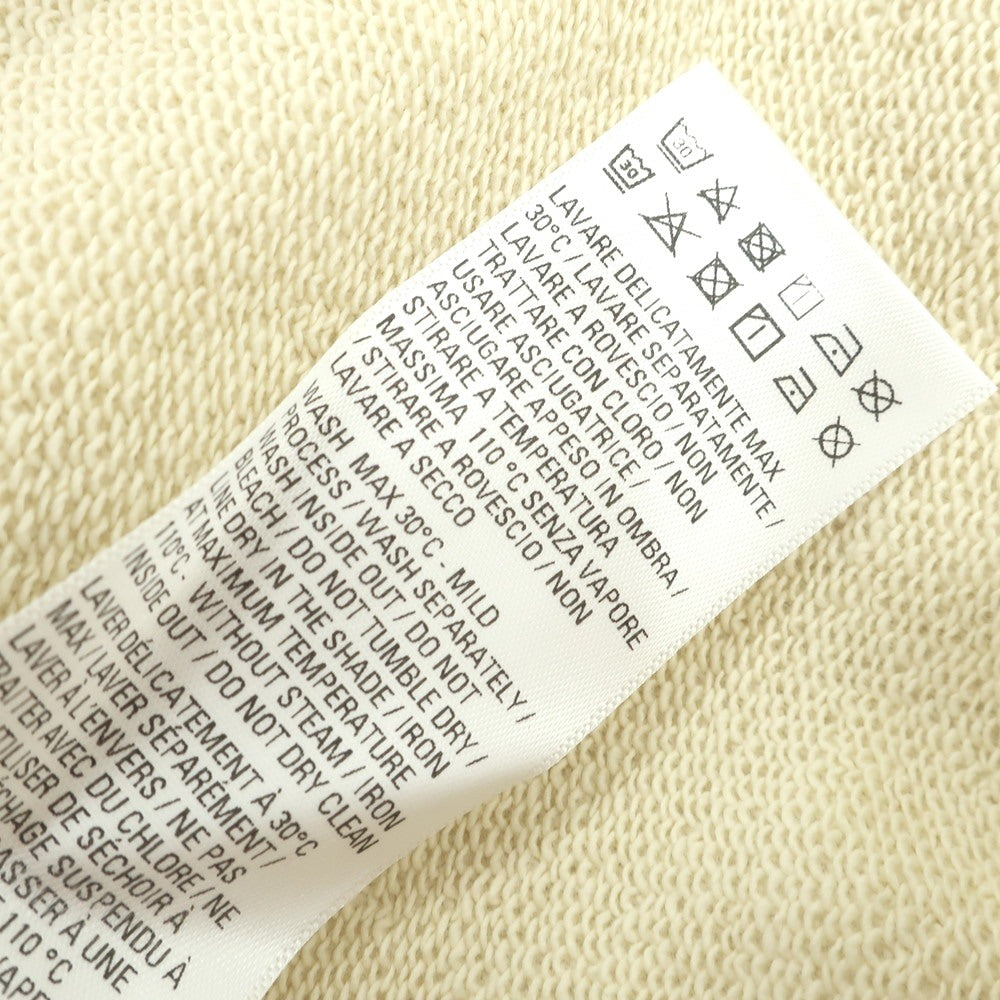 30
30
LAVARE DELICATAMENTE MAX
30°C / LAVARE SEPARATAMENTE /
LAVARE A ROVESCIO / NON
TRATTARE CON CLORO / NON
USARE ASCIUGATRICE /
ASCIUGARE APPESO IN OMBRA /
STIRARE A TEMPERATURA
MASSIMA 110 °C SENZA VAPORE
/ STIRARE A ROVESCIO / NON
LAVARE A SECCO
WASH MAX 30°C - MILD
PROCESS / WASH SEPARATELY /
WASH INSIDE OUT / DO NOT
BLEACH / DO NOT TUMBLE DRY /
LINE DRY IN THE SHADE / IRON
AT MAXIMUM TEMPERATURE
110°C - WITHOUT STEAM / IRON
INSIDE OUT / DO NOT DRY CLEAN
LAVER DÉLICATEMENT À 30°C
MAX / LAVER SÉPARÉMENT /
LAVER À L'ENVERS / NE PAS
AVEC DU CHLORE / NE
DE SÉCHOIR À
SUSPENDU À
À UNE
110 °C